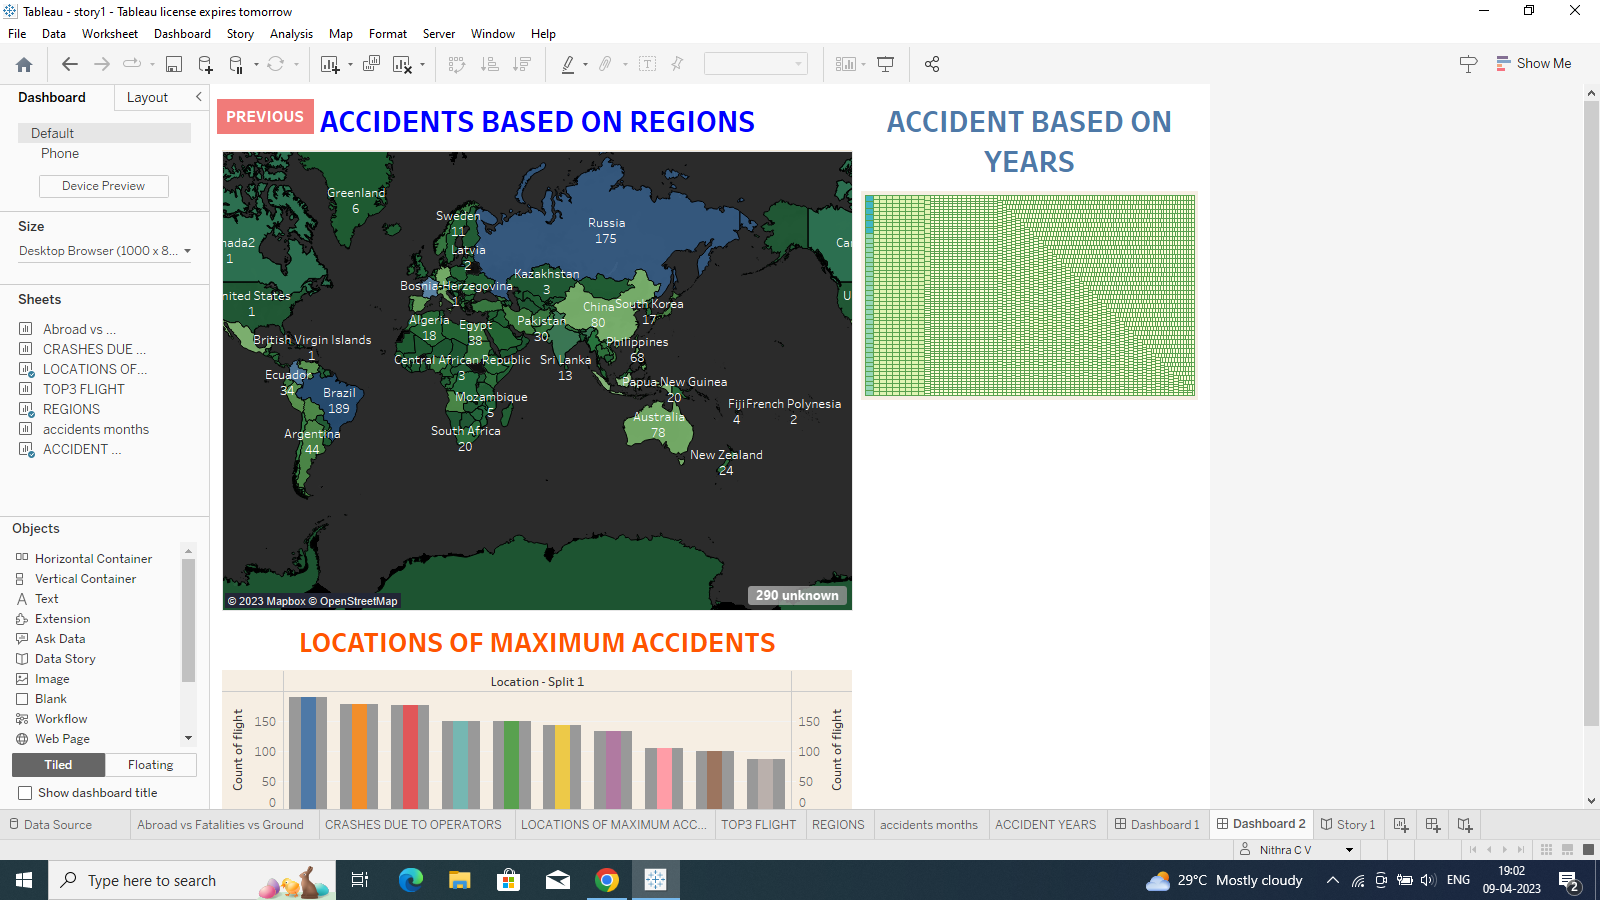 Tableau - story1 - Tableau license expires tomorrow
File Data Worksheet Dashboard Story Analysis Map Format Server Window Help
Show Me
Dashboard Layout
Default
Phone
Device Preview
Size
Desktop Browser (1000 x 8...
Sheets
Abroad vs ...
CRASHES DUE ...
LOCATIONS OF...
TOP3 FLIGHT
REGIONS
accidents months
ACCIDENT ...
Objects
Horizontal Container
Vertical Container
Text
Extension
Ask Data
Data Story
Image
Blank
Workflow
Web Page
Tiled Floating
Show dashboard title
PREVIOUS
ACCIDENTS BASED ON REGIONS
Greenland
6
Sweden
11
Russia
175
nada2
1
Ca
Latvia
2
Kazakhstan
3
Bosnia-Herzegovina
1
nited States
1
U
China
80
South Korea
17
Algeria
18
Egypt
38
Pakistan
30
British Virgin Islands
1
Philippines
68
Central African Republic
3
Sri Lanka
13
Ecuador
34
Brazil
189
Papua New Guinea
20
Mozambique
5
Fiji
4
French Polynesia
2
Australia
78
Argentina
44
South Africa
20
New Zealand
24
© 2023 Mapbox © OpenStreetMap
290 unknown
ACCIDENT BASED ON
YEARS
LOCATIONS OF MAXIMUM ACCIDENTS
Location - Split 1
Count of flight
150
100
50
0
150
100
50
0
Count of flight
Data Source Abroad vs Fatalities vs Ground CRASHES DUE TO OPERATORS LOCATIONS OF MAXIMUM ACC... TOP3 FLIGHT REGIONS accidents months ACCIDENT YEARS Dashboard 1 Dashboard 2 Story 1
Nithra C V
Type here to search
29°C Mostly cloudy
ENG
19:02
09-04-2023
2